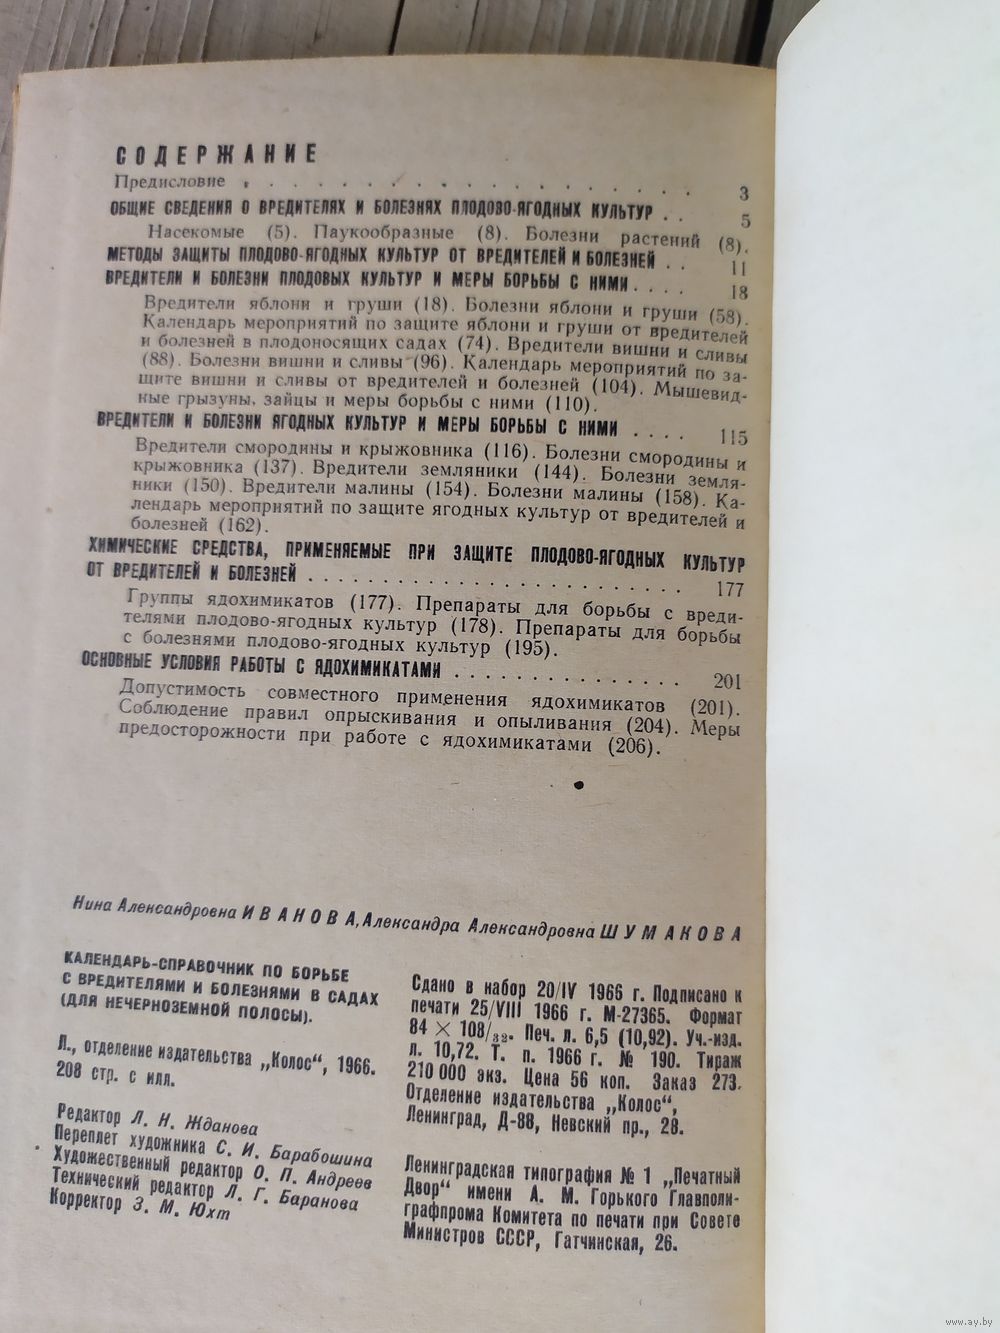 СОДЕРЖАНИЕ
Предисловие . . . . . . . . . . . . . . . . . . 3
ОБЩИЕ СВЕДЕНИЯ О ВРЕДИТЕЛЯХ И БОЛЕЗНЯХ ПЛОДОВО-ЯГОДНЫХ КУЛЬТУР . . 5
Насекомые (5). Паукообразные (8). Болезни растений (8).
МЕТОДЫ ЗАЩИТЫ ПЛОДОВО-ЯГОДНЫХ КУЛЬТУР ОТ ВРЕДИТЕЛЕЙ И БОЛЕЗНЕЙ . . 11
ВРЕДИТЕЛИ И БОЛЕЗНИ ПЛОДОВЫХ КУЛЬТУР И МЕРЫ БОРЬБЫ С НИМИ . . . . 18
Вредители яблони и груши (18). Болезни яблони и груши (58).
Календарь мероприятий по защите яблони и груши от вредителей
и болезней в плодоносящих садах (74). Вредители вишни и сливы
(88). Болезни вишни и сливы (96). Календарь мероприятий по за-
щите вишни и сливы от вредителей и болезней (104). Мышевид-
ные грызуны, зайцы и меры борьбы с ними (110).
ВРЕДИТЕЛИ И БОЛЕЗНИ ЯГОДНЫХ КУЛЬТУР И МЕРЫ БОРЬБЫ С НИМИ . . . . 115
Вредители смородины и крыжовника (116). Болезни смородины и
крыжовника (137). Вредители земляники (144). Болезни земля-
ники (150). Вредители малины (154). Болезни малины (158). Ка-
лендарь мероприятий по защите ягодных культур от вредителей и
болезней (162).
ХИМИЧЕСКИЕ СРЕДСТВА, ПРИМЕНЯЕМЫЕ ПРИ ЗАЩИТЕ ПЛОДОВО-ЯГОДНЫХ КУЛЬТУР
ОТ ВРЕДИТЕЛЕЙ И БОЛЕЗНЕЙ . . . . . . . . . . . . . . . . . . . . . . . 177
Группы ядохимикатов (177). Препараты для борьбы с вреди-
телями плодово-ягодных культур (178). Препараты для борьбы
с болезнями плодово-ягодных культур (195).
ОСНОВНЫЕ УСЛОВИЯ РАБОТЫ С ЯДОХИМИКАТАМИ . . . . . . . . . . . . . . 201
Допустимость совместного применения ядохимикатов (201).
Соблюдение правил опрыскивания и опыливания (204). Меры
предосторожности при работе с ядохимикатами (206).
Нина Александровна ИВАНОВА, Александра Александровна ШУМАКОВА
КАЛЕНДАРЬ-СПРАВОЧНИК ПО БОРЬБЕ
С ВРЕДИТЕЛЯМИ И БОЛЕЗНЯМИ В САДАХ
(ДЛЯ НЕЧЕРНОЗЕМНОЙ ПОЛОСЫ).
Л., отделение издательства „Колос“, 1966.
208 стр. с илл.
Редактор Л. Н. Жданова
Переплет художника С. И. Барабошина
Художественный редактор О. П. Андреев
Технический редактор Л. Г. Баранова
Корректор З. М. Юхт
Сдано в набор 20/IV 1966 г. Подписано к
печати 25/VIII 1966 г. М-27365. Формат
84 × 108/32. Печ. л. 6,5 (10,92). Уч.-изд.
л. 10,72. Т. п. 1966 г. № 190. Тираж
210 000 экз. Цена 56 коп. Заказ 273.
Отделение издательства „Колос“,
Ленинград, Д-88, Невский пр., 28.
Ленинградская типография № 1 „Печатный
Двор“ имени А. М. Горького Главполи-
графпрома Комитета по печати при Совете
Министров СССР, Гатчинская, 26.
www.ay.by